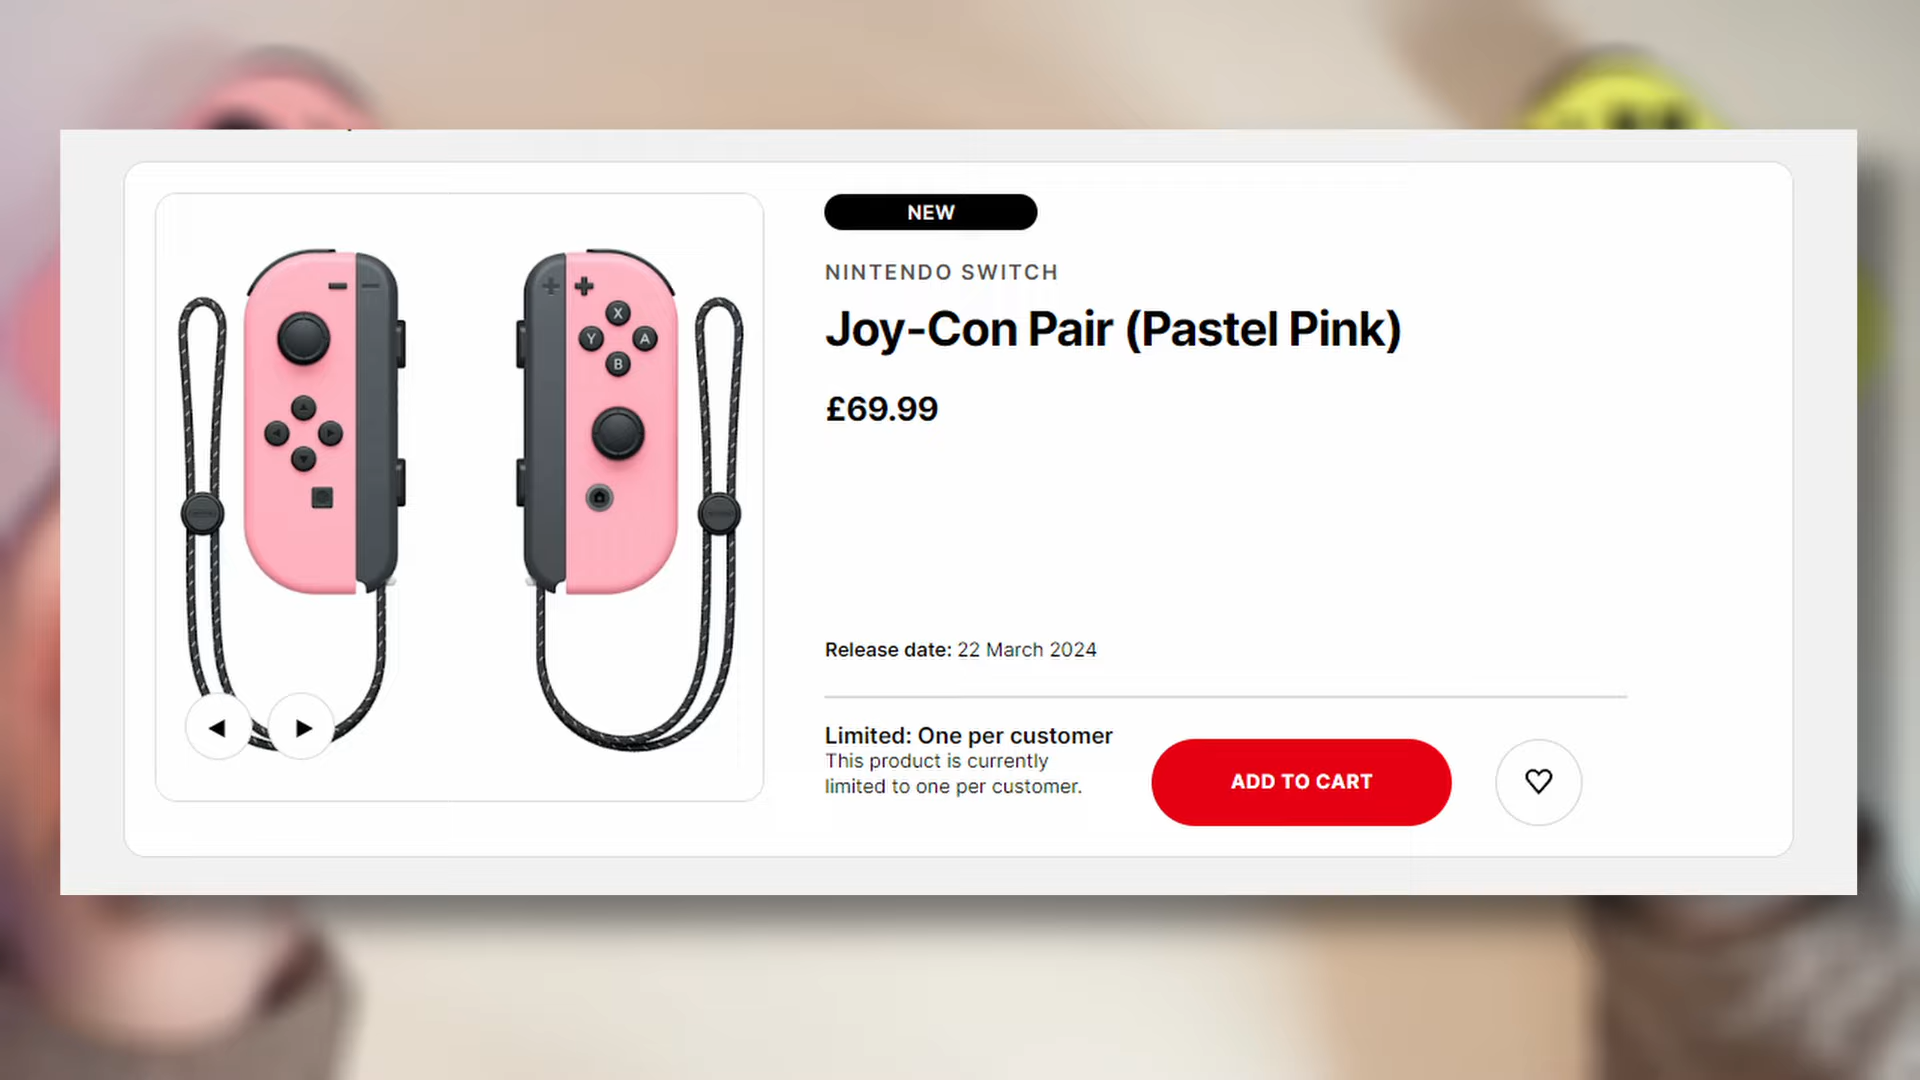 NEW
NINTENDO SWITCH
Joy-Con Pair (Pastel Pink)
£69.99
X
Y A
B
Release date: 22 March 2024
Limited: One per customer
This product is currently
limited to one per customer.
ADD TO CART